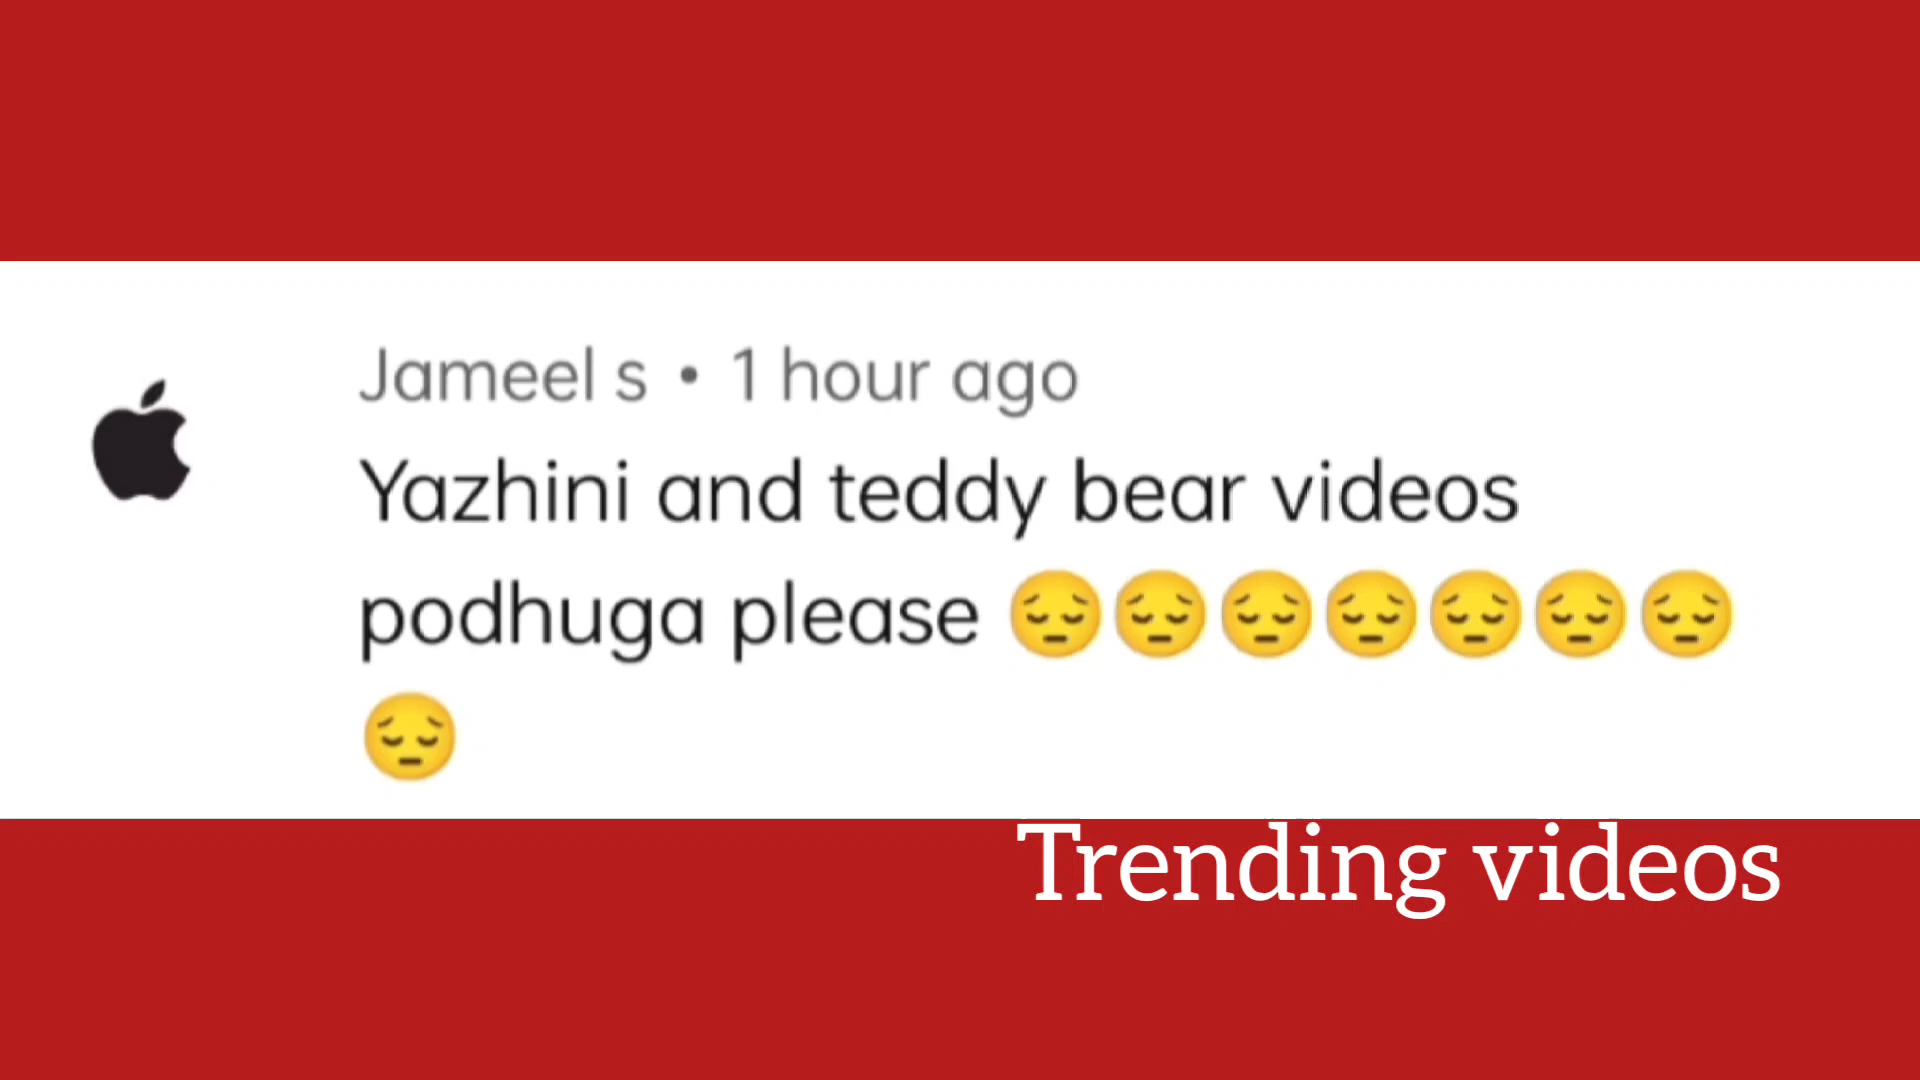 Jameel s • 1 hour ago
Yazhini and teddy bear videos
podhuga please 😔😔😔😔😔😔😔
😔
Trending videos